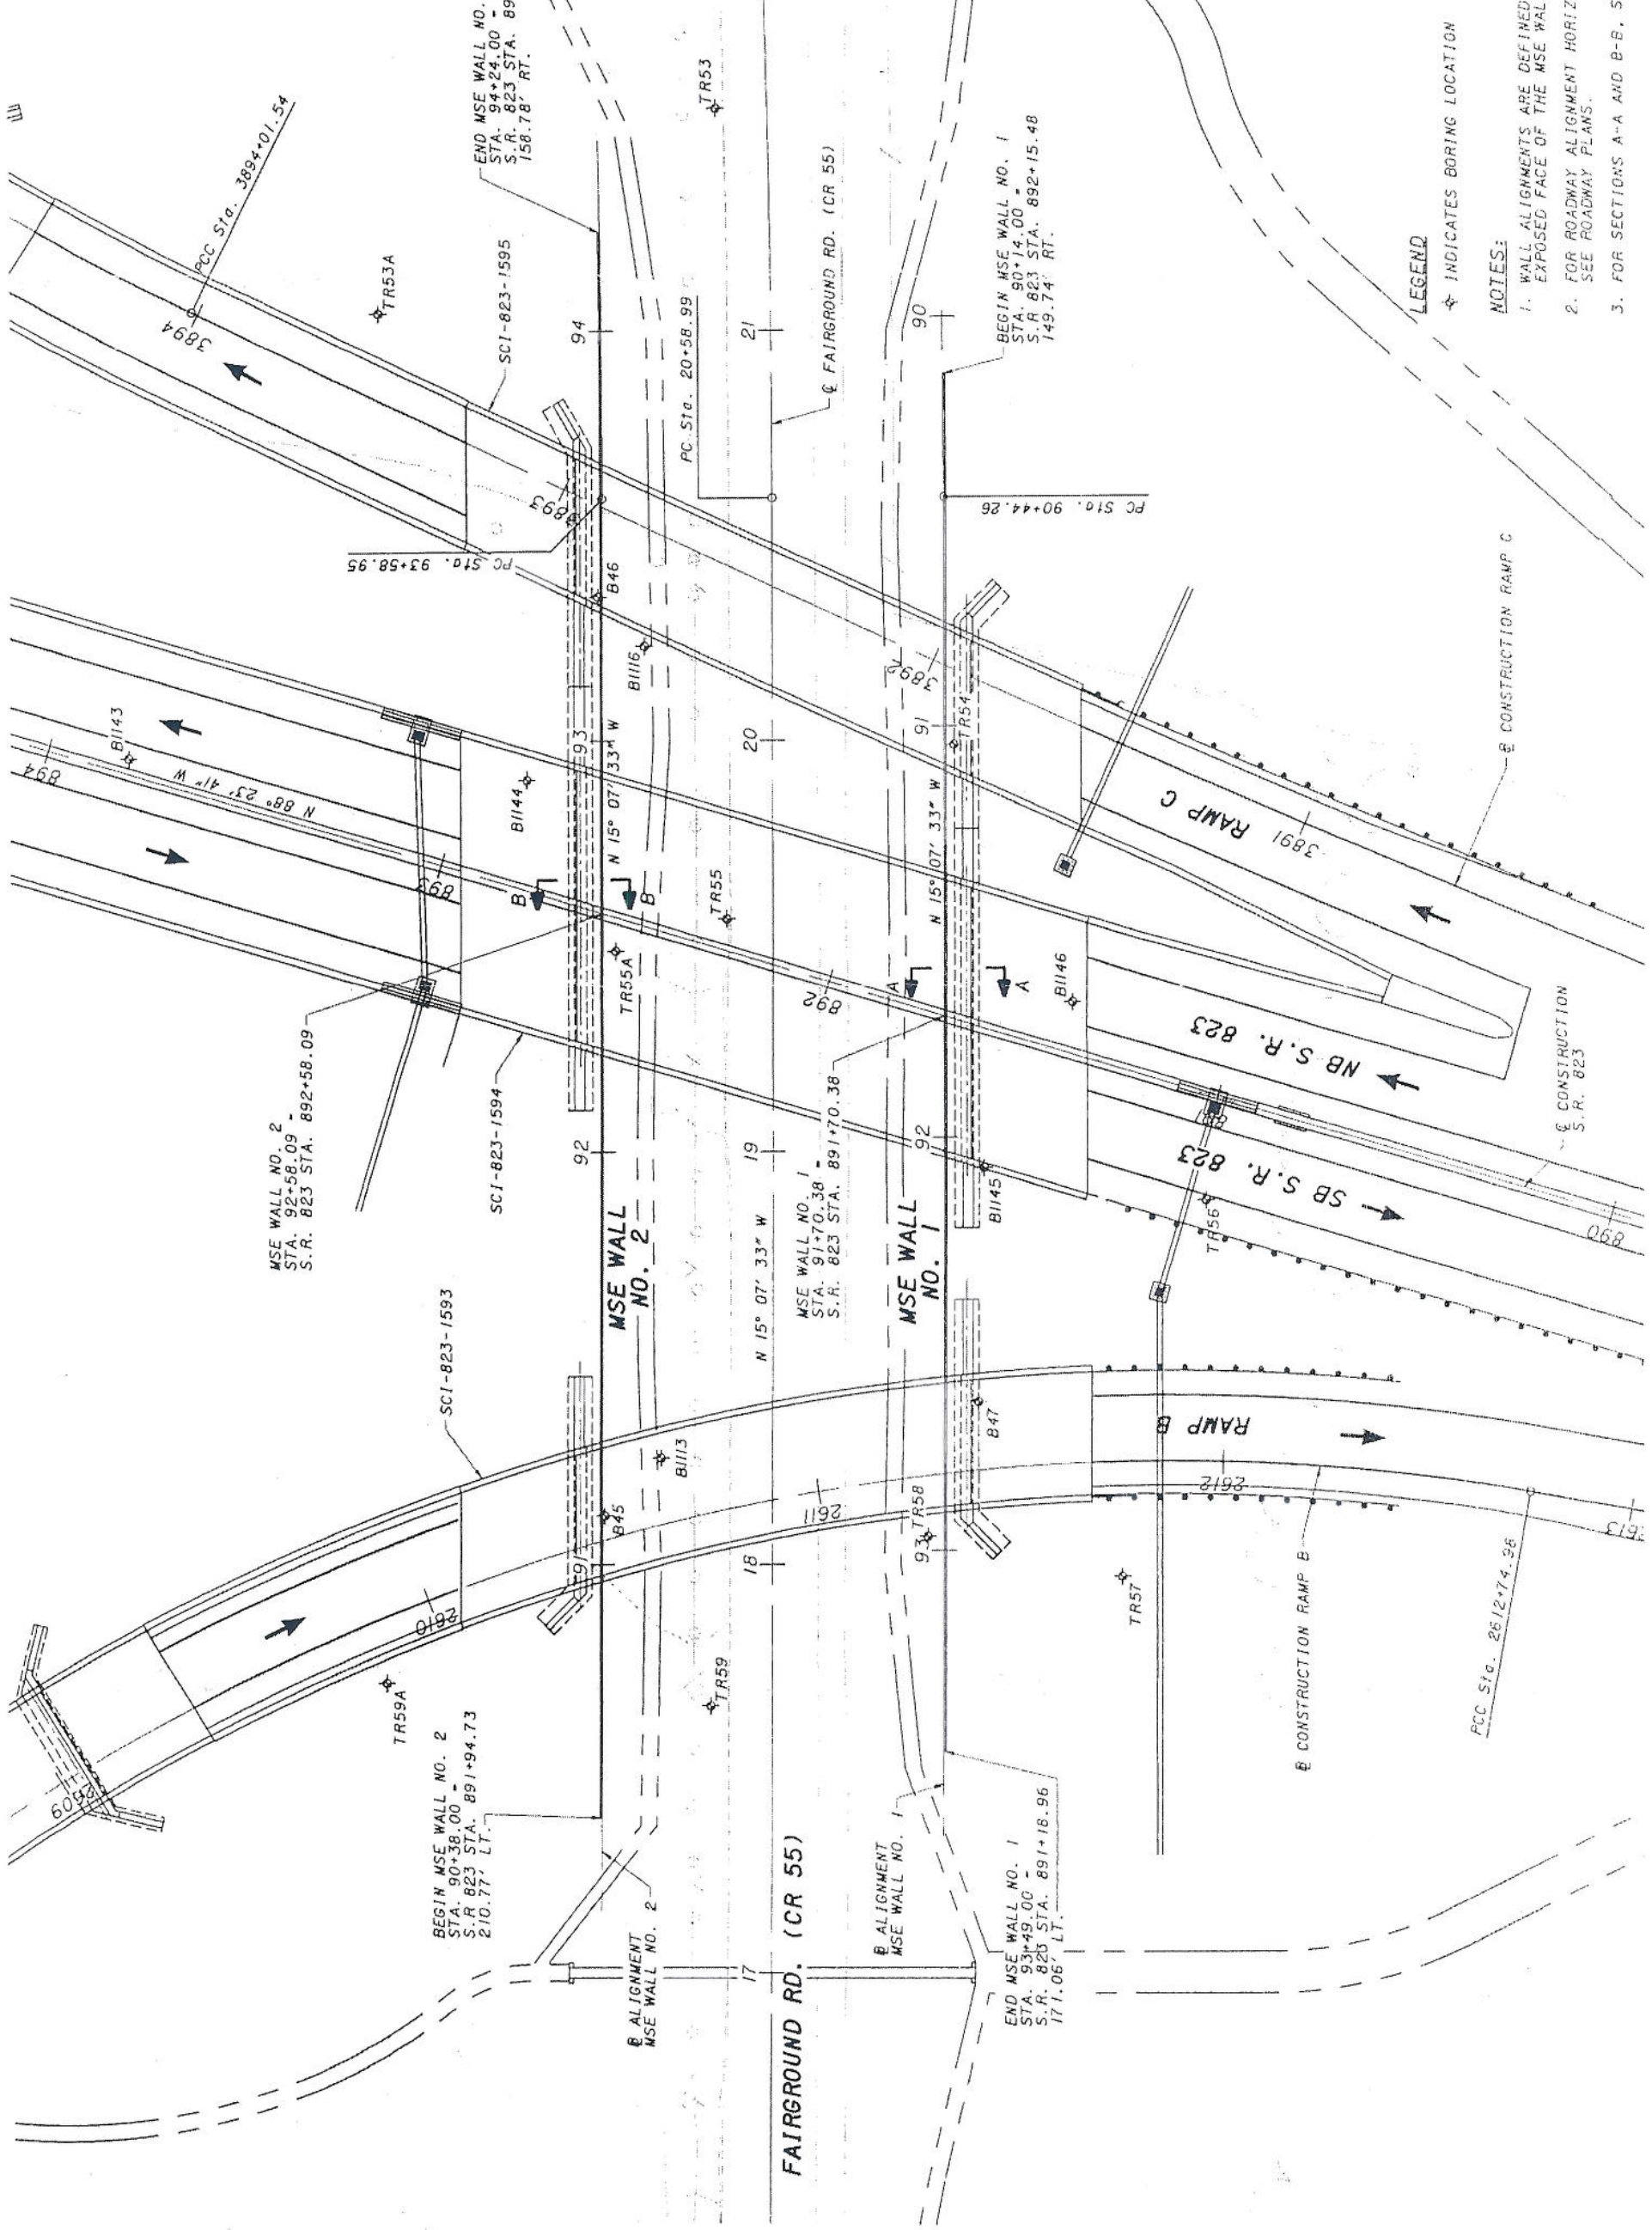 PCC Sta. 3894+01.54
3894
TR53A
SCI-823-1595
END MSE WALL NO.
STA. 94+24.00 =
S.R. 823 STA. 89
158.78' RT.
TR53
94
893
PC Sta. 93+58.95
B46
B1116
PC Sta. 20+58.99
21
₵ FAIRGROUND RD. (CR 55)
90
BEGIN MSE WALL NO. 1
STA. 90+14.00 =
S.R 823 STA. 892+15.48
149.74' RT.
PC Sta. 90+44.26
LEGEND
INDICATES BORING LOCATION
NOTES:
1. WALL ALIGNMENTS ARE DEFINED
EXPOSED FACE OF THE MSE WAL
2. FOR ROADWAY ALIGNMENT HORIZ
SEE ROADWAY PLANS.
3. FOR SECTIONS A-A AND B-B, S
894
B1143
N 88° 23' 41" W
B1144
893
93
N 15° 07' 33" W
B
B
TR55
TR55A
20
892
3892
91
TR54
N 15° 07' 33" W
A
A
B1146
RAMP C
3891
₧ CONSTRUCTION RAMP C
NB S.R. 823
₵ CONSTRUCTION
S.R. 823
SB S.R. 823
890
TR56
MSE WALL NO. 2
STA. 92+58.09 =
S.R. 823 STA. 892+58.09
SCI-823-1594
92
MSE WALL
NO. 2
19
N 15° 07' 33" W
MSE WALL NO. 1
STA. 91+70.38 =
S.R. 823 STA. 891+70.38
92
MSE WALL
NO. 1
B1145
SCI-823-1593
B1113
B45
91
2611
18
TR58
93
B47
RAMP B
2612
TR57
₧ CONSTRUCTION RAMP B
PCC Sta. 2612+74.98
2613
2610
2609
TR59A
TR59
BEGIN MSE WALL NO. 2
STA. 90+38.00 =
S.R 823 STA. 891+94.73
210.77' LT.
₧ ALIGNMENT
MSE WALL NO. 2
17
FAIRGROUND RD. (CR 55)
₧ ALIGNMENT
MSE WALL NO. 1
END MSE WALL NO. 1
STA. 93+49.00 =
S.R. 823 STA. 891+18.96
171.06' LT.